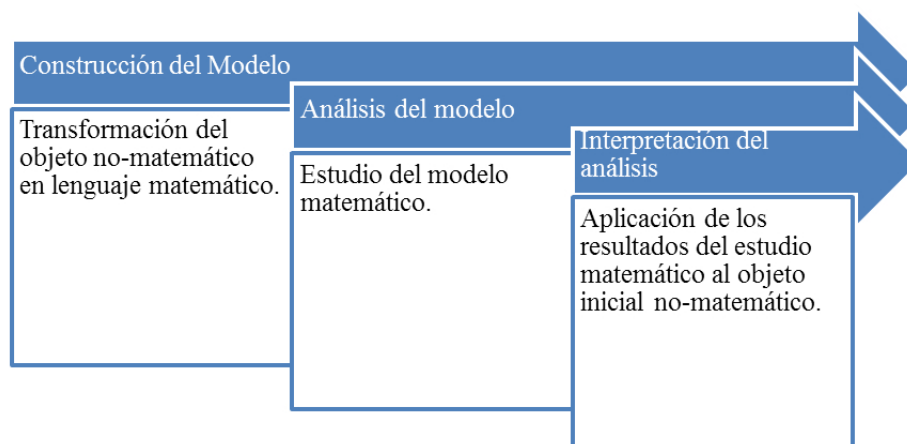 Construcción del Modelo
Transformación del
objeto no-matemático
en lenguaje matemático.
Análisis del modelo
Estudio del modelo
matemático.
Interpretación del
análisis
Aplicación de los
resultados del estudio
matemático al objeto
inicial no-matemático.